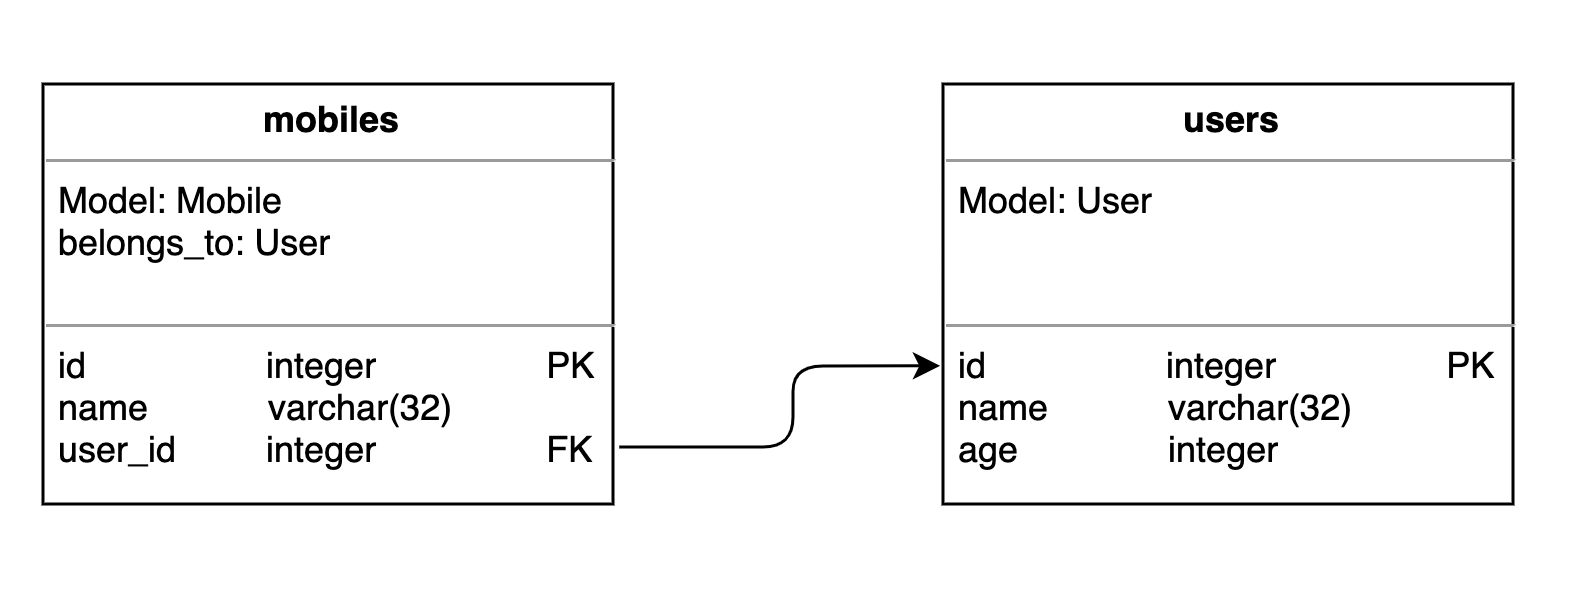 mobiles
Model: Mobile
belongs_to: User
id integer PK
name varchar(32)
user_id integer FK
users
Model: User
id integer PK
name varchar(32)
age integer